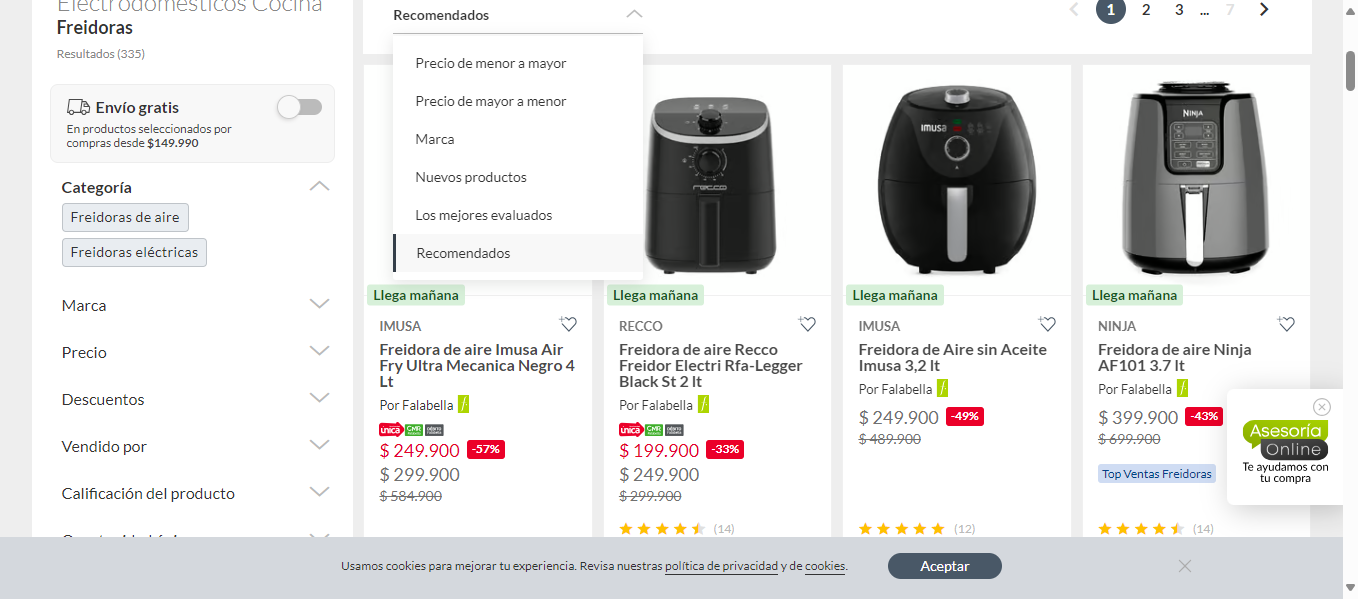 Electrodomésticos Cocina
Freidoras
Resultados (335)
Envío gratis
En productos seleccionados por
compras desde $149.990
Categoría
Freidoras de aire
Freidoras eléctricas
Marca
Precio
Descuentos
Vendido por
Calificación del producto
Recomendados
Precio de menor a mayor
Precio de mayor a menor
Marca
Nuevos productos
Los mejores evaluados
Recomendados
1 2 3 ... 7
recco
IMUSA
NINJA
Llega mañana
IMUSA
Freidora de aire Imusa Air
Fry Ultra Mecanica Negro 4
Lt
Por Falabella
única CMR
$ 249.900 -57%
$ 299.900
$ 584.900
Llega mañana
RECCO
Freidora de aire Recco
Freidor Electri Rfa-Legger
Black St 2 lt
Por Falabella
única CMR
$ 199.900 -33%
$ 249.900
$ 299.900
(14)
Llega mañana
IMUSA
Freidora de Aire sin Aceite
Imusa 3,2 lt
Por Falabella
$ 249.900 -49%
$ 489.900
(12)
Llega mañana
NINJA
Freidora de aire Ninja
AF101 3.7 lt
Por Falabella
$ 399.900 -43%
$ 699.900
Top Ventas Freidoras
(14)
Asesoría
Online
Te ayudamos con
tu compra
Usamos cookies para mejorar tu experiencia. Revisa nuestras política de privacidad y de cookies.
Aceptar